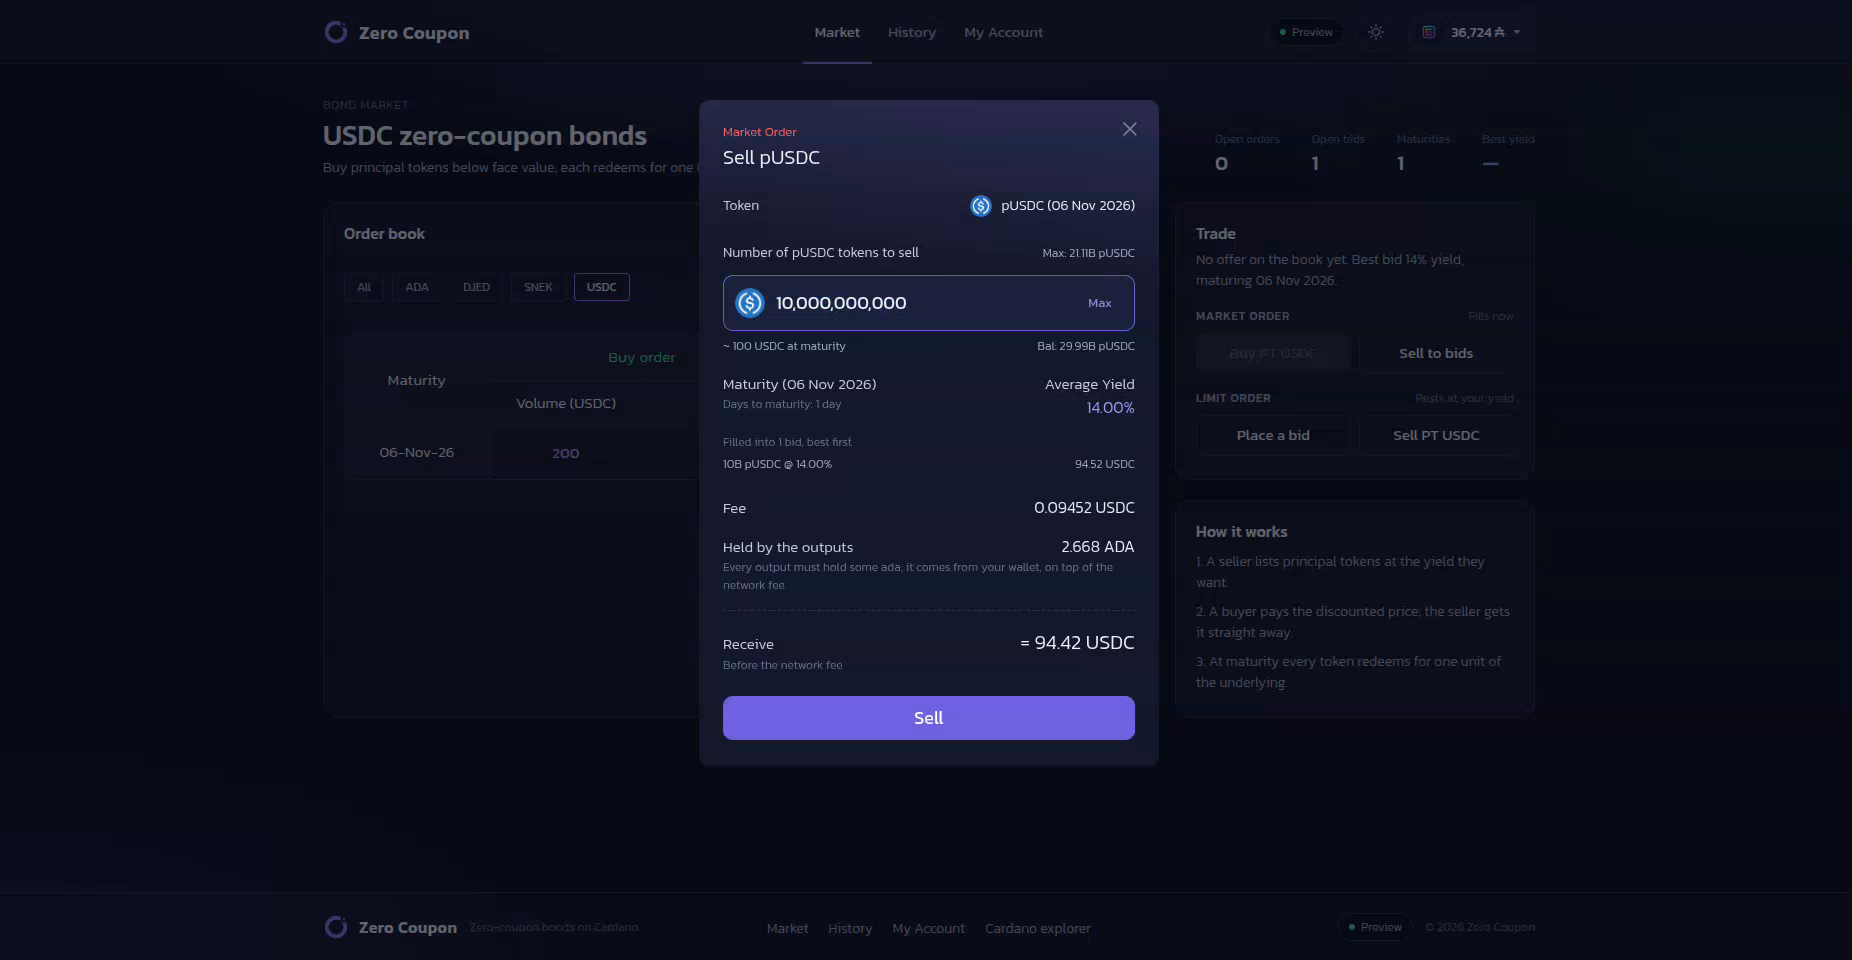 Zero Coupon
Market
History
My Account
Preview
36,724 ₳
BOND MARKET
USDC zero-coupon bonds
Buy principal tokens below face value; each redeems for one
Open orders
0
Open bids
1
Maturities
1
Best yield
—
Order book
All
ADA
DJED
SNEK
USDC
Maturity
Buy order
Volume (USDC)
06-Nov-26
200
Market Order
Sell pUSDC
Token
pUSDC (06 Nov 2026)
Number of pUSDC tokens to sell
Max: 21.11B pUSDC
10,000,000,000
Max
~ 100 USDC at maturity
Bal: 29.99B pUSDC
Maturity (06 Nov 2026)
Average Yield
Days to maturity: 1 day
14.00%
Filled into 1 bid, best first
10B pUSDC @ 14.00%
94.52 USDC
Fee
0.09452 USDC
Held by the outputs
2.668 ADA
Every output must hold some ada; it comes from your wallet, on top of the
network fee.
Receive
= 94.42 USDC
Before the network fee
Sell
Trade
No offer on the book yet. Best bid 14% yield,
maturing 06 Nov 2026.
MARKET ORDER
Fills now
Buy PT USDC
Sell to bids
LIMIT ORDER
Rests at your yield
Place a bid
Sell PT USDC
How it works
1. A seller lists principal tokens at the yield they
want.
2. A buyer pays the discounted price; the seller gets
it straight away.
3. At maturity every token redeems for one unit of
the underlying.
Zero Coupon
Zero-coupon bonds on Cardano
Market
History
My Account
Cardano explorer
Preview
© 2026 Zero Coupon